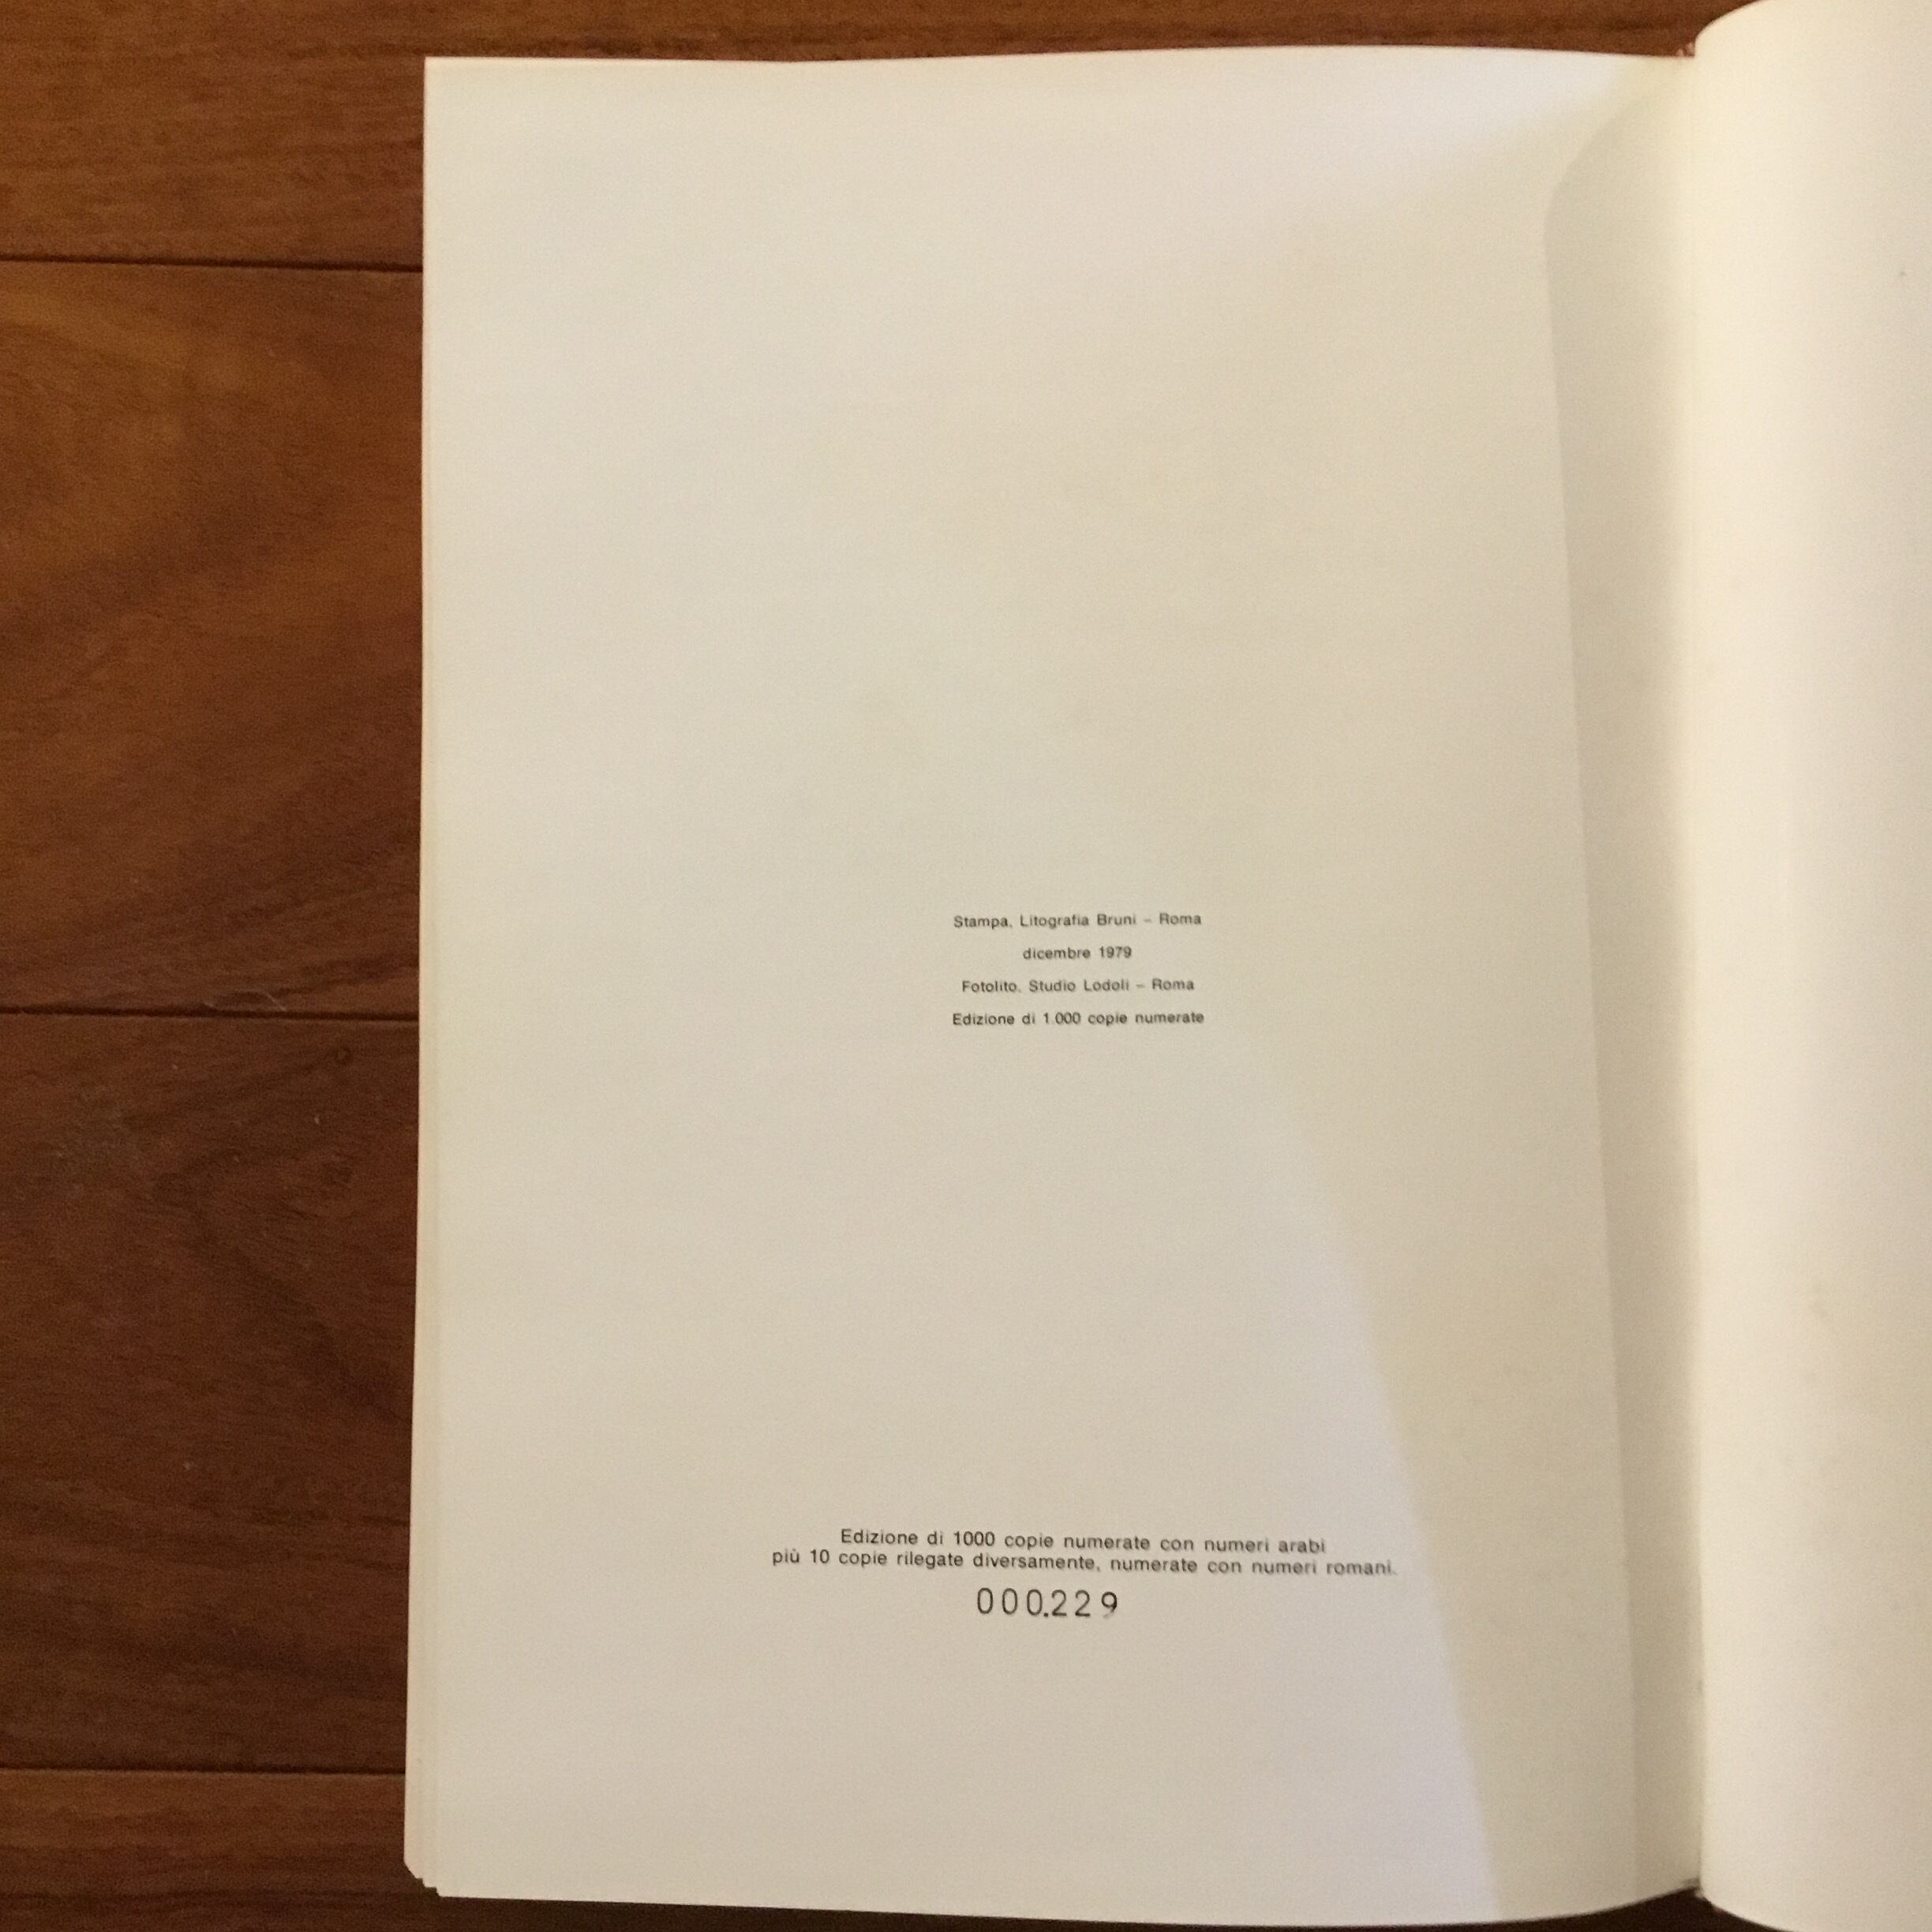 Stampa, Litografia Bruni – Roma
dicembre 1979
Fotolito. Studio Lodoli – Roma
Edizione di 1.000 copie numerate
Edizione di 1000 copie numerate con numeri arabi
più 10 copie rilegate diversamente, numerate con numeri romani.
000.229